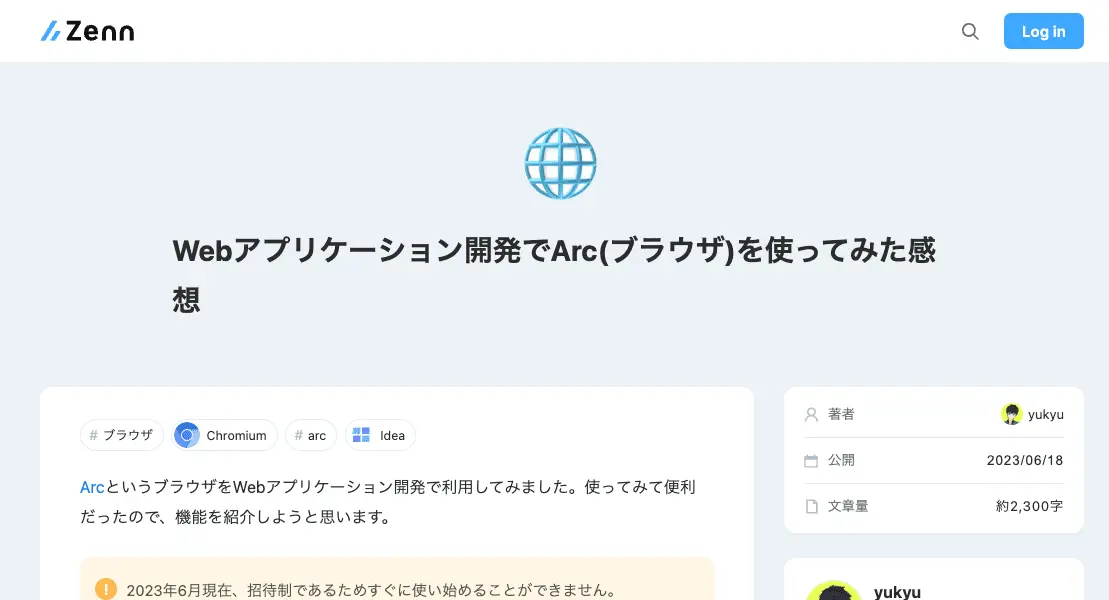 Zenn
Log in
Webアプリケーション開発でArc(ブラウザ)を使ってみた感
想
# ブラウザ
Chromium
# arc
Idea
ArcというブラウザをWebアプリケーション開発で利用してみました。使ってみて便利
だったので、機能を紹介しようと思います。
2023年6月現在、招待制であるためすぐに使い始めることができません。
著者 yukyu
公開 2023/06/18
文章量 約2,300字
yukyu